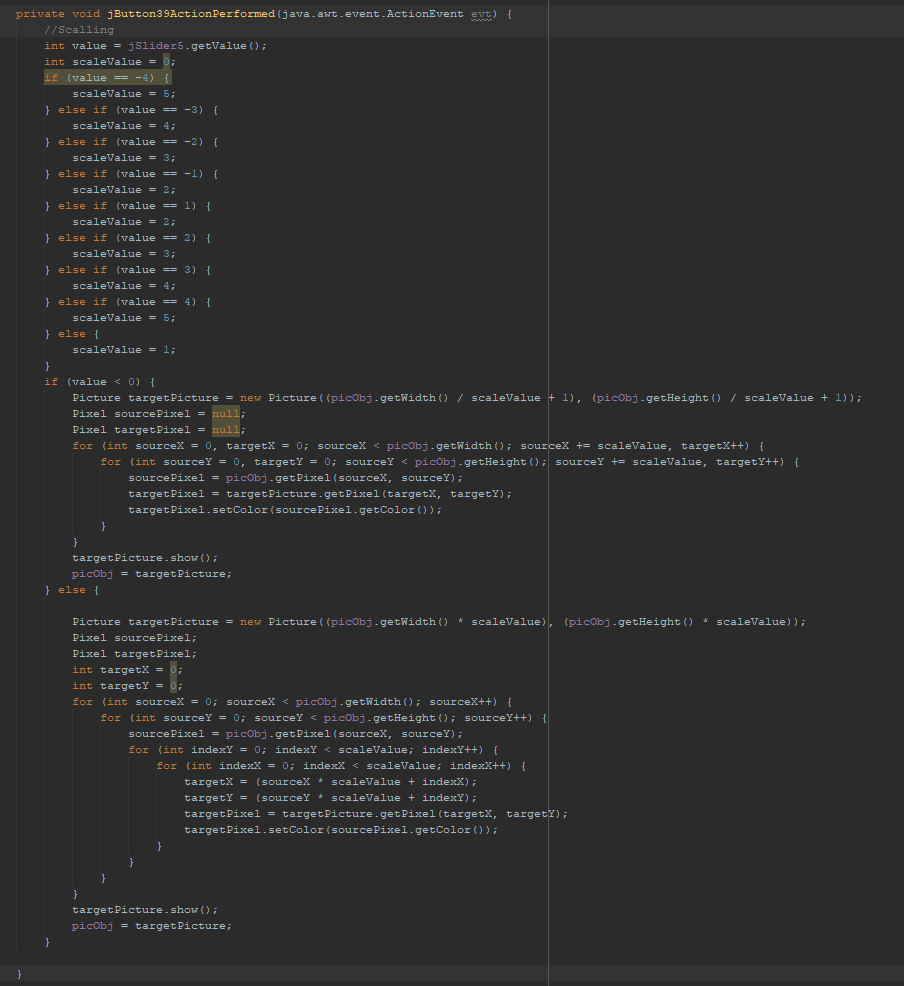 private void jButton39ActionPerformed(java.awt.event.ActionEvent evt) {
    //Scalling
    int value = jSlider5.getValue();
    int scaleValue = 0;
    if (value == -4) {
        scaleValue = 5;
    } else if (value == -3) {
        scaleValue = 4;
    } else if (value == -2) {
        scaleValue = 3;
    } else if (value == -1) {
        scaleValue = 2;
    } else if (value == 1) {
        scaleValue = 2;
    } else if (value == 2) {
        scaleValue = 3;
    } else if (value == 3) {
        scaleValue = 4;
    } else if (value == 4) {
        scaleValue = 5;
    } else {
        scaleValue = 1;
    }
    if (value < 0) {
        Picture targetPicture = new Picture((picObj.getWidth() / scaleValue + 1), (picObj.getHeight() / scaleValue + 1));
        Pixel sourcePixel = null;
        Pixel targetPixel = null;
        for (int sourceX = 0, targetX = 0; sourceX < picObj.getWidth(); sourceX += scaleValue, targetX++) {
            for (int sourceY = 0, targetY = 0; sourceY < picObj.getHeight(); sourceY += scaleValue, targetY++) {
                sourcePixel = picObj.getPixel(sourceX, sourceY);
                targetPixel = targetPicture.getPixel(targetX, targetY);
                targetPixel.setColor(sourcePixel.getColor());
            }
        }
        targetPicture.show();
        picObj = targetPicture;
    } else {

        Picture targetPicture = new Picture((picObj.getWidth() * scaleValue), (picObj.getHeight() * scaleValue));
        Pixel sourcePixel;
        Pixel targetPixel;
        int targetX = 0;
        int targetY = 0;
        for (int sourceX = 0; sourceX < picObj.getWidth(); sourceX++) {
            for (int sourceY = 0; sourceY < picObj.getHeight(); sourceY++) {
                sourcePixel = picObj.getPixel(sourceX, sourceY);
                for (int indexY = 0; indexY < scaleValue; indexY++) {
                    for (int indexX = 0; indexX < scaleValue; indexX++) {
                        targetX = (sourceX * scaleValue + indexX);
                        targetY = (sourceY * scaleValue + indexY);
                        targetPixel = targetPicture.getPixel(targetX, targetY);
                        targetPixel.setColor(sourcePixel.getColor());
                    }
                }
            }
        }
        targetPicture.show();
        picObj = targetPicture;
    }

}